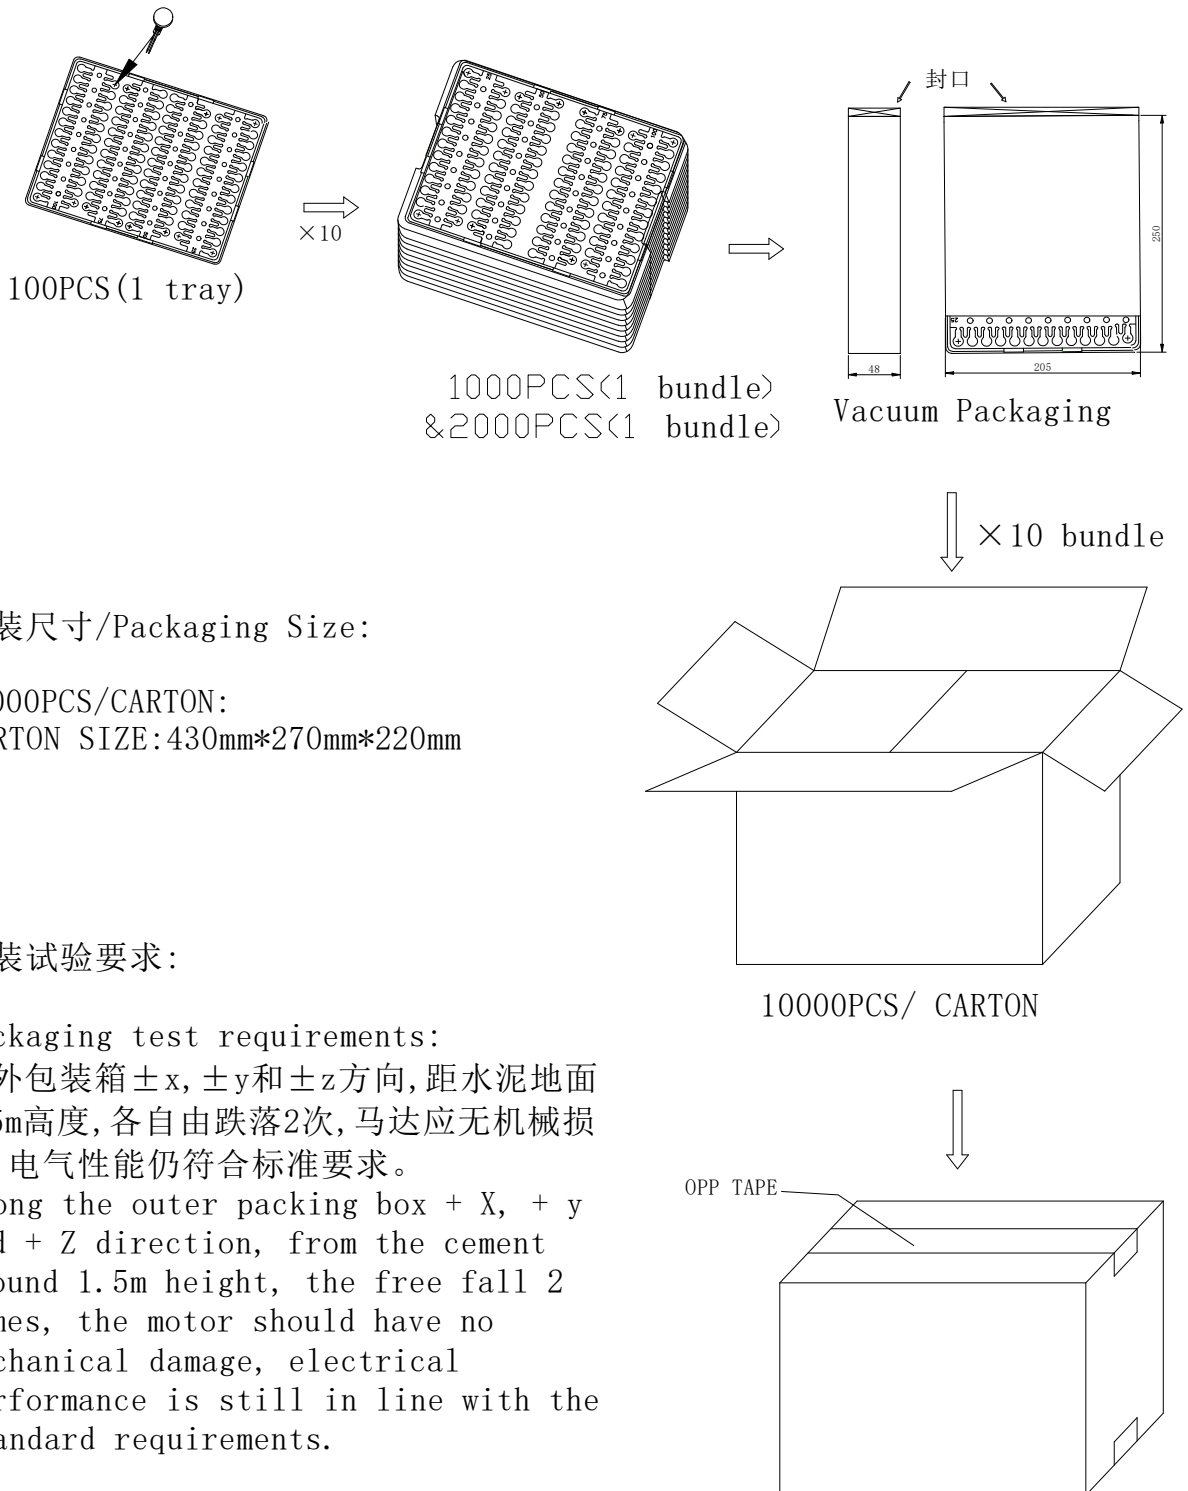 封口
×10
100PCS(1 tray)
1000PCS(1 bundle)
&2000PCS(1 bundle)
25
250
48
205
Vacuum Packaging
×10 bundle
装尺寸/Packaging Size:
000PCS/CARTON:
RTON SIZE:430mm*270mm*220mm
装试验要求:
10000PCS/ CARTON
ckaging test requirements:
外包装箱±x,±y和±z方向,距水泥地面
5m高度,各自由跌落2次,马达应无机械损
电气性能仍符合标准要求。
ong the outer packing box + X, + y
d + Z direction, from the cement
ound 1.5m height, the free fall 2
mes, the motor should have no
chanical damage, electrical
rformance is still in line with the
andard requirements.
OPP TAPE